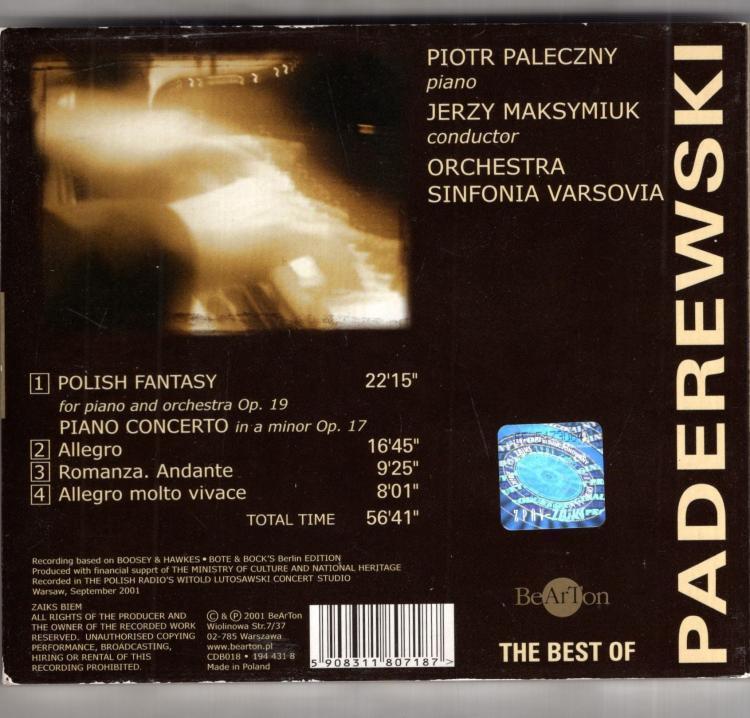 PIOTR PALECZNY
piano
JERZY MAKSYMIUK
conductor
ORCHESTRA
SINFONIA VARSOVIA
PADEREWSKI
1 POLISH FANTASY 22'15"
for piano and orchestra Op. 19
PIANO CONCERTO in a minor Op. 17
2 Allegro 16'45"
3 Romanza. Andante 9'25"
4 Allegro molto vivace 8'01"
TOTAL TIME 56'41"
Recording based on BOOSEY & HAWKES • BOTE & BOCK'S Berlin EDITION
Produced with financial supprt of THE MINISTRY OF CULTURE AND NATIONAL HERITAGE
Recorded in THE POLISH RADIO'S WITOLD LUTOSAWSKI CONCERT STUDIO
Warsaw, September 2001
ZAIKS BIEM
ALL RIGHTS OF THE PRODUCER AND
THE OWNER OF THE RECORDED WORK
RESERVED. UNAUTHORISED COPYING
PERFORMANCE, BROADCASTING,
HIRING OR RENTAL OF THIS
RECORDING PROHIBITED.
© & ℗ 2001 BeArTon
Wiolinowa Str.7/37
02-785 Warszawa
www.bearton.pl
CDB018 • 194 431 8
Made in Poland
5 908311 807187 >
BeArTon
THE BEST OF